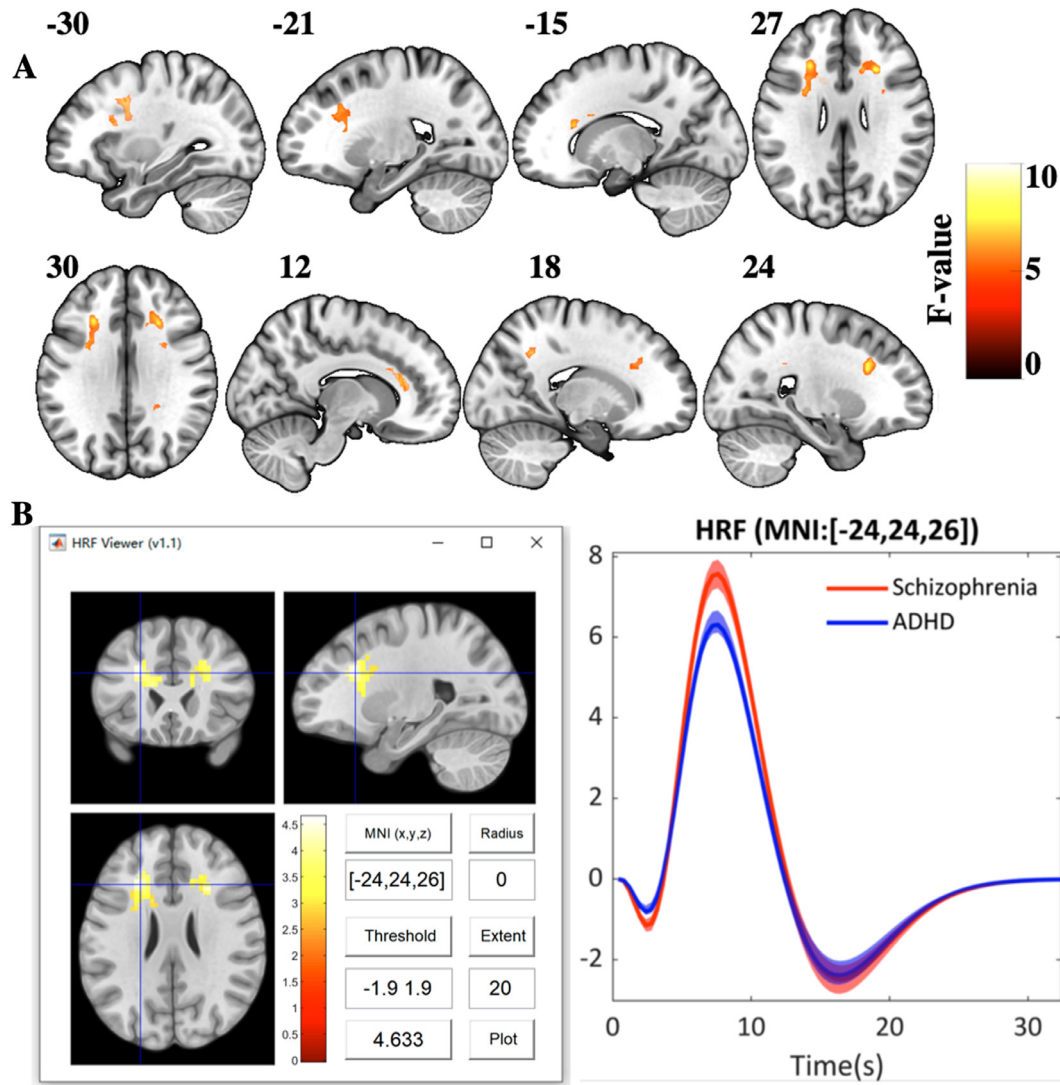 A
-30
-21
-15
27
30
12
18
24
F-value
10
5
0
B
HRF Viewer (v1.1)
MNI (x,y,z)
Radius
[-24,24,26]
0
Threshold
Extent
-1.9 1.9
20
4.633
Plot
4.5
4
3.5
3
2.5
2
1.5
1
0.5
0
HRF (MNI:[-24,24,26])
Schizophrenia
ADHD
8
6
4
2
0
-2
0
10
20
30
Time(s)